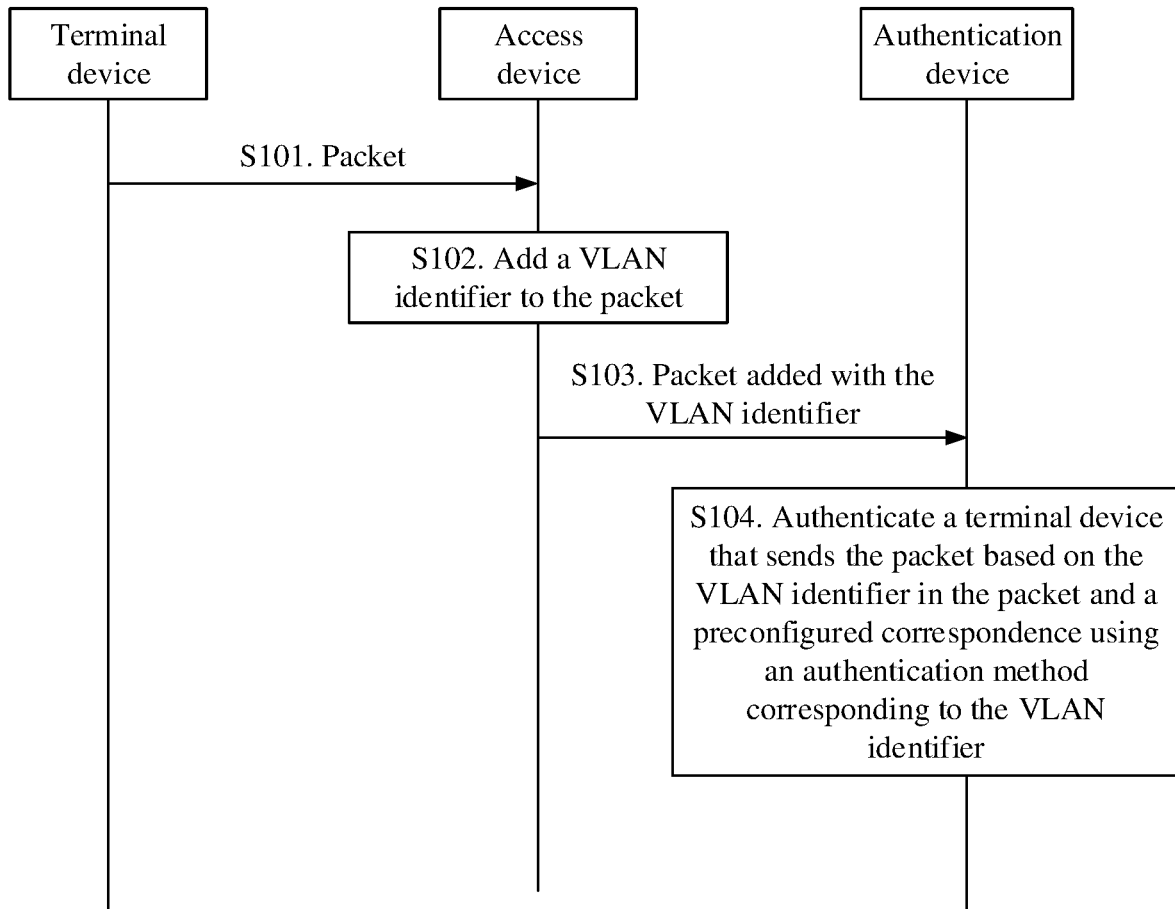 Terminal
device
Access
device
Authentication
device
S101. Packet
S102. Add a VLAN
identifier to the packet
S103. Packet added with the
VLAN identifier
S104. Authenticate a terminal device
that sends the packet based on the
VLAN identifier in the packet and a
preconfigured correspondence using
an authentication method
corresponding to the VLAN
identifier